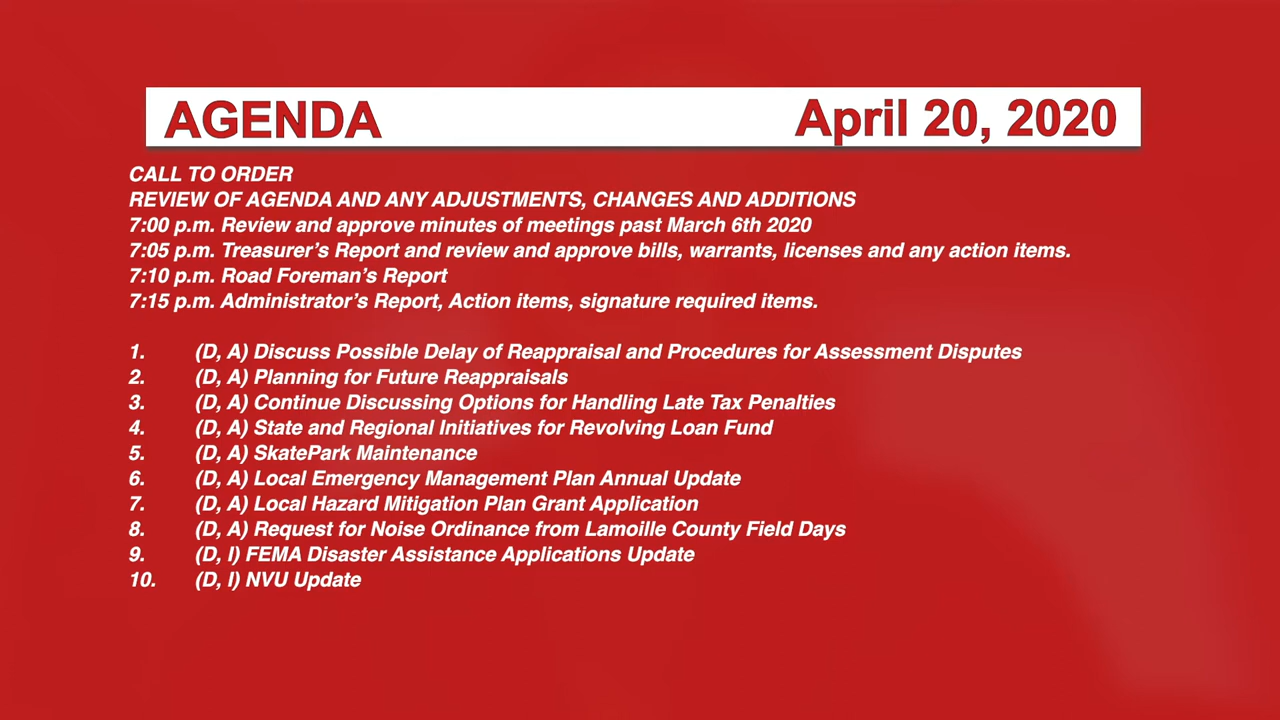 AGENDA April 20, 2020
CALL TO ORDER
REVIEW OF AGENDA AND ANY ADJUSTMENTS, CHANGES AND ADDITIONS
7:00 p.m. Review and approve minutes of meetings past March 6th 2020
7:05 p.m. Treasurer’s Report and review and approve bills, warrants, licenses and any action items.
7:10 p.m. Road Foreman’s Report
7:15 p.m. Administrator’s Report, Action items, signature required items.
1. (D, A) Discuss Possible Delay of Reappraisal and Procedures for Assessment Disputes
2. (D, A) Planning for Future Reappraisals
3. (D, A) Continue Discussing Options for Handling Late Tax Penalties
4. (D, A) State and Regional Initiatives for Revolving Loan Fund
5. (D, A) SkatePark Maintenance
6. (D, A) Local Emergency Management Plan Annual Update
7. (D, A) Local Hazard Mitigation Plan Grant Application
8. (D, A) Request for Noise Ordinance from Lamoille County Field Days
9. (D, I) FEMA Disaster Assistance Applications Update
10. (D, I) NVU Update